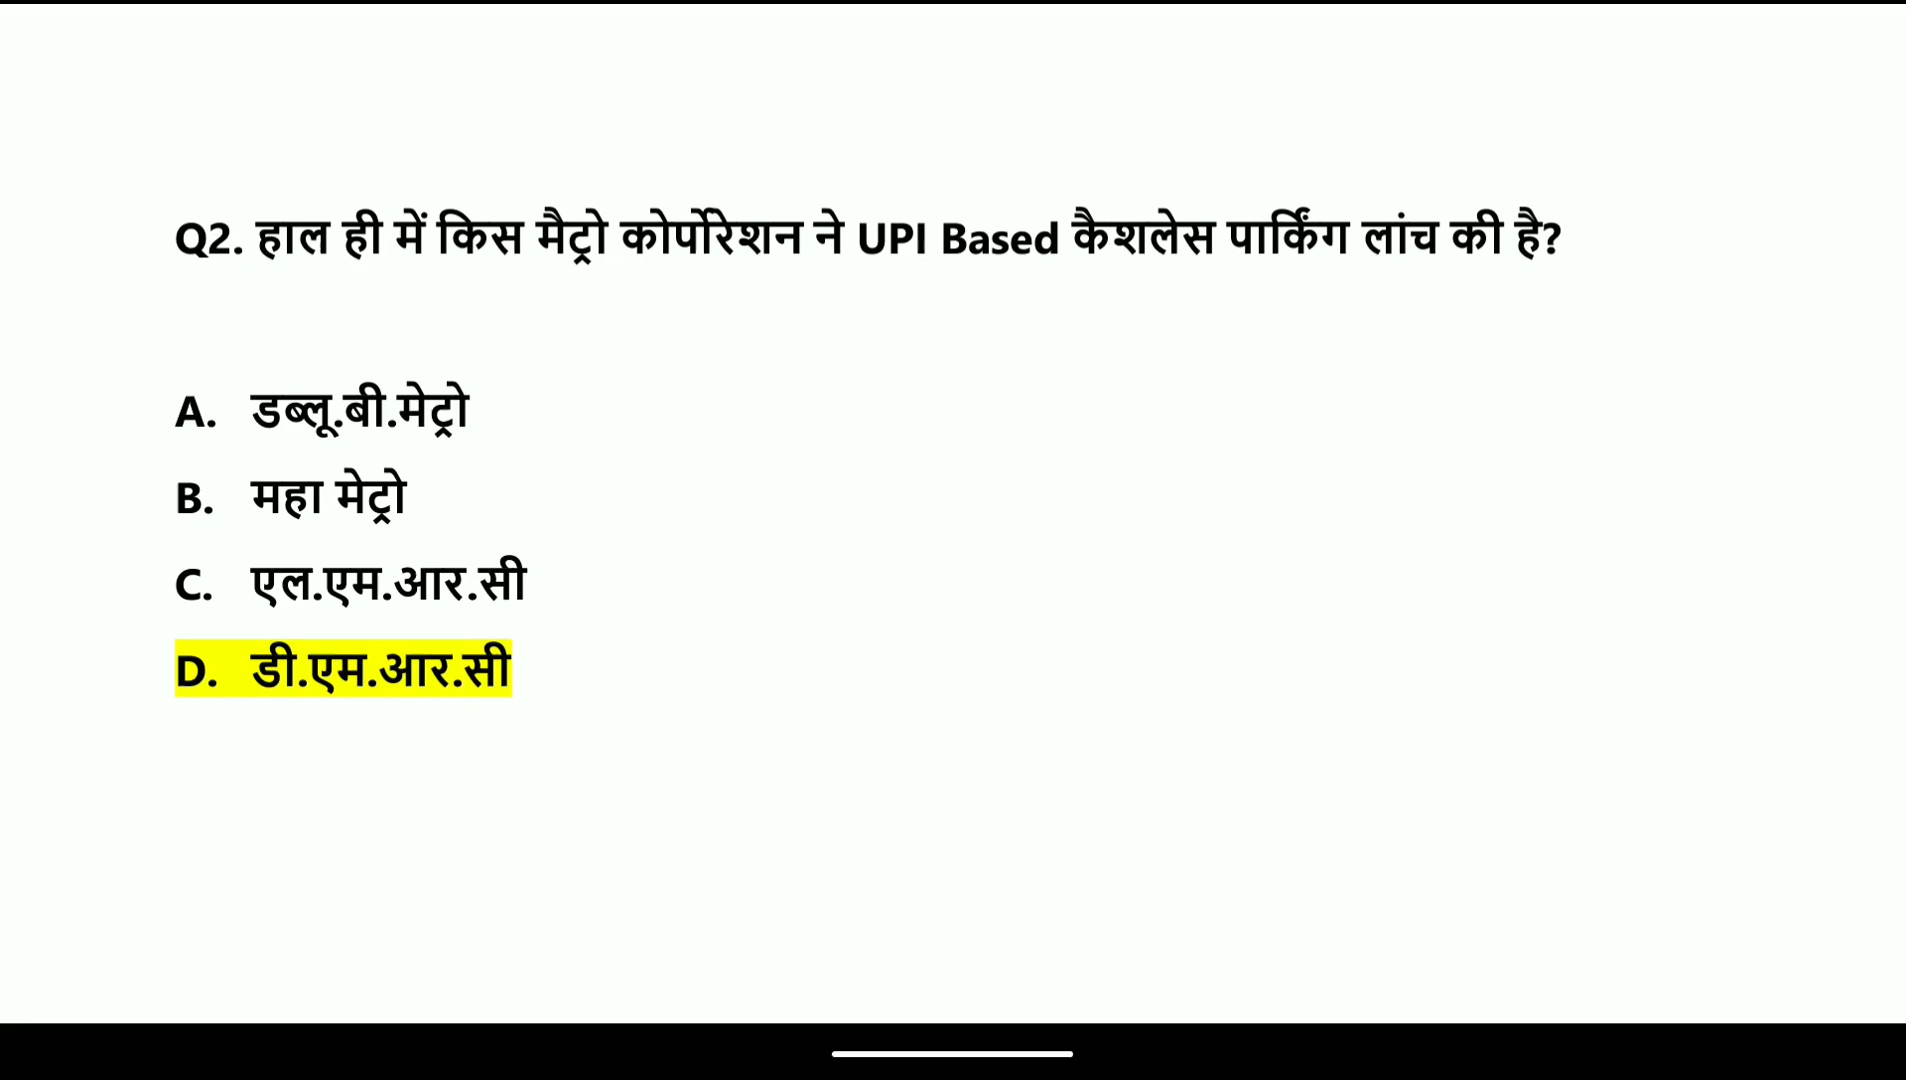 Q2. हाल ही में किस मैट्रो कोर्पोरेशन ने UPI Based कैशलेस पार्किंग लांच की है?
A. डब्लू.बी.मेट्रो
B. महा मेट्रो
C. एल.एम.आर.सी
D. डी.एम.आर.सी